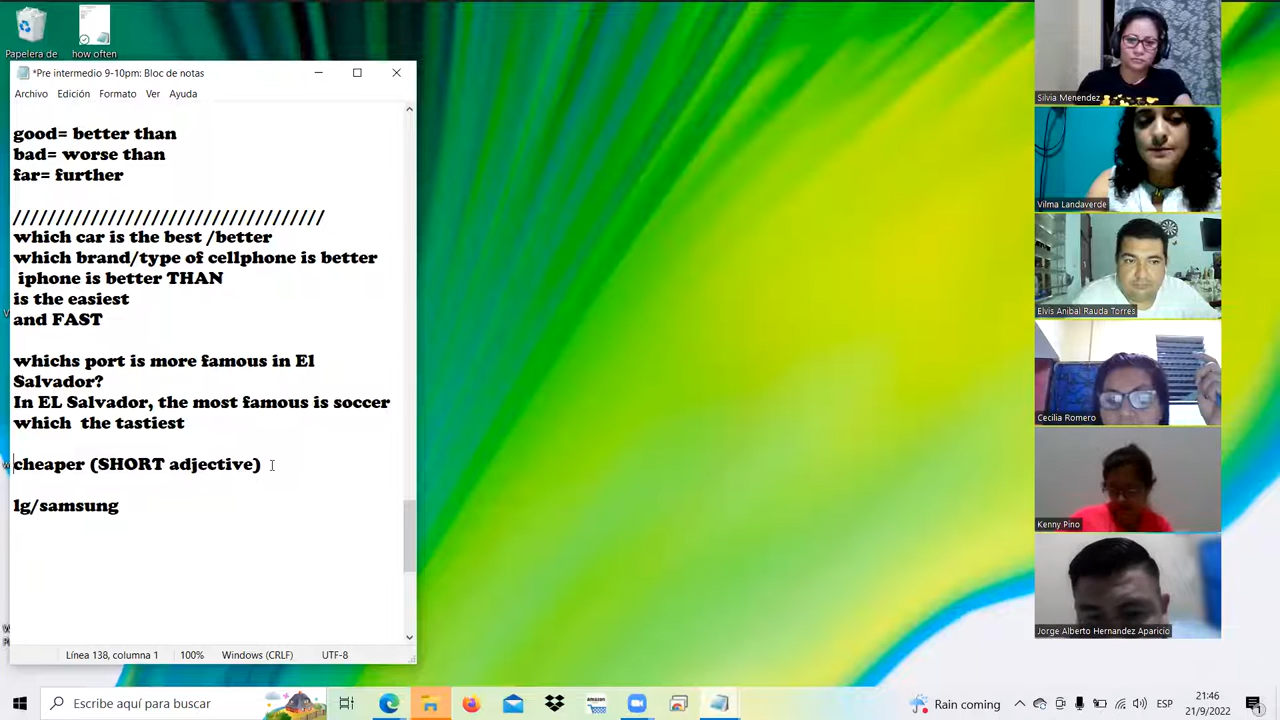 Papelera de
how often
*Pre intermedio 9-10pm: Bloc de notas
Archivo Edición Formato Ver Ayuda
good= better than
bad= worse than
far= further
///////////////////////////////////
which car is the best /better
which brand/type of cellphone is better
iphone is better THAN
is the easiest
and FAST
whichs port is more famous in El
Salvador?
In EL Salvador, the most famous is soccer
which the tastiest
cheaper (SHORT adjective)
lg/samsung
Línea 138, columna 1 100% Windows (CRLF) UTF-8
Silvia Menendez
Vilma Landaverde
Elvis Anibal Rauda Torres
Cecilia Romero
Kenny Pino
Jorge Alberto Hernandez Aparicio
Escribe aquí para buscar
amazon
Rain coming
ESP
21:46
21/9/2022
1